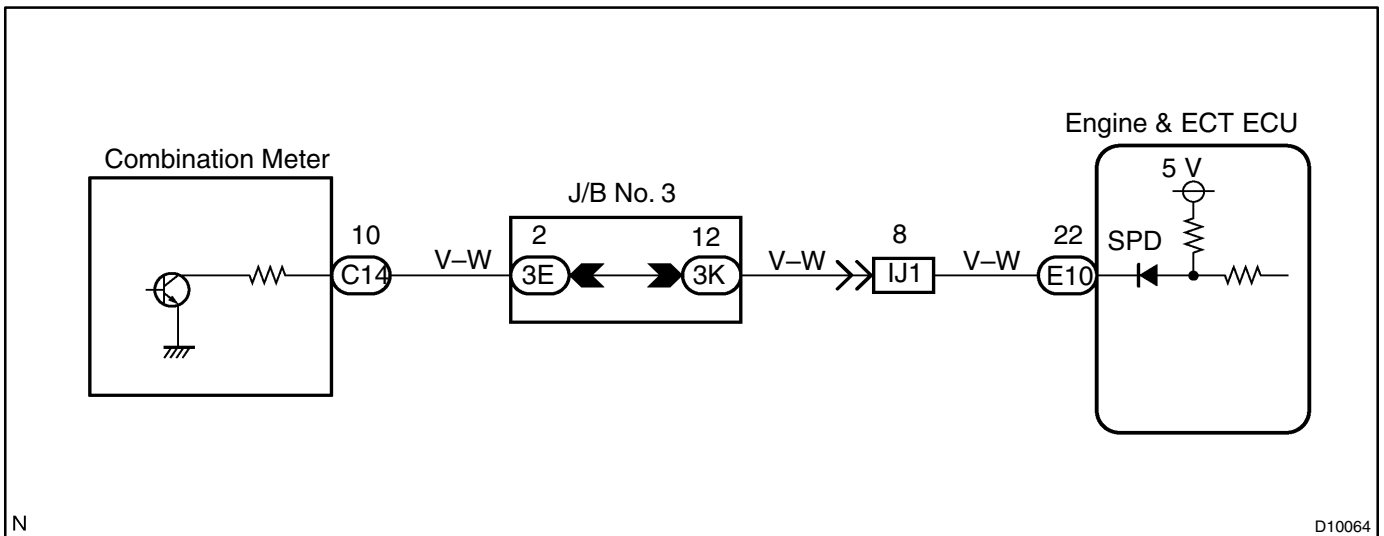 Engine & ECT ECU
Combination Meter
5 V
J/B No. 3
10
2
12
8
22
SPD
V–W
V–W
V–W
C14
3E
3K
IJ1
E10
N
D10064